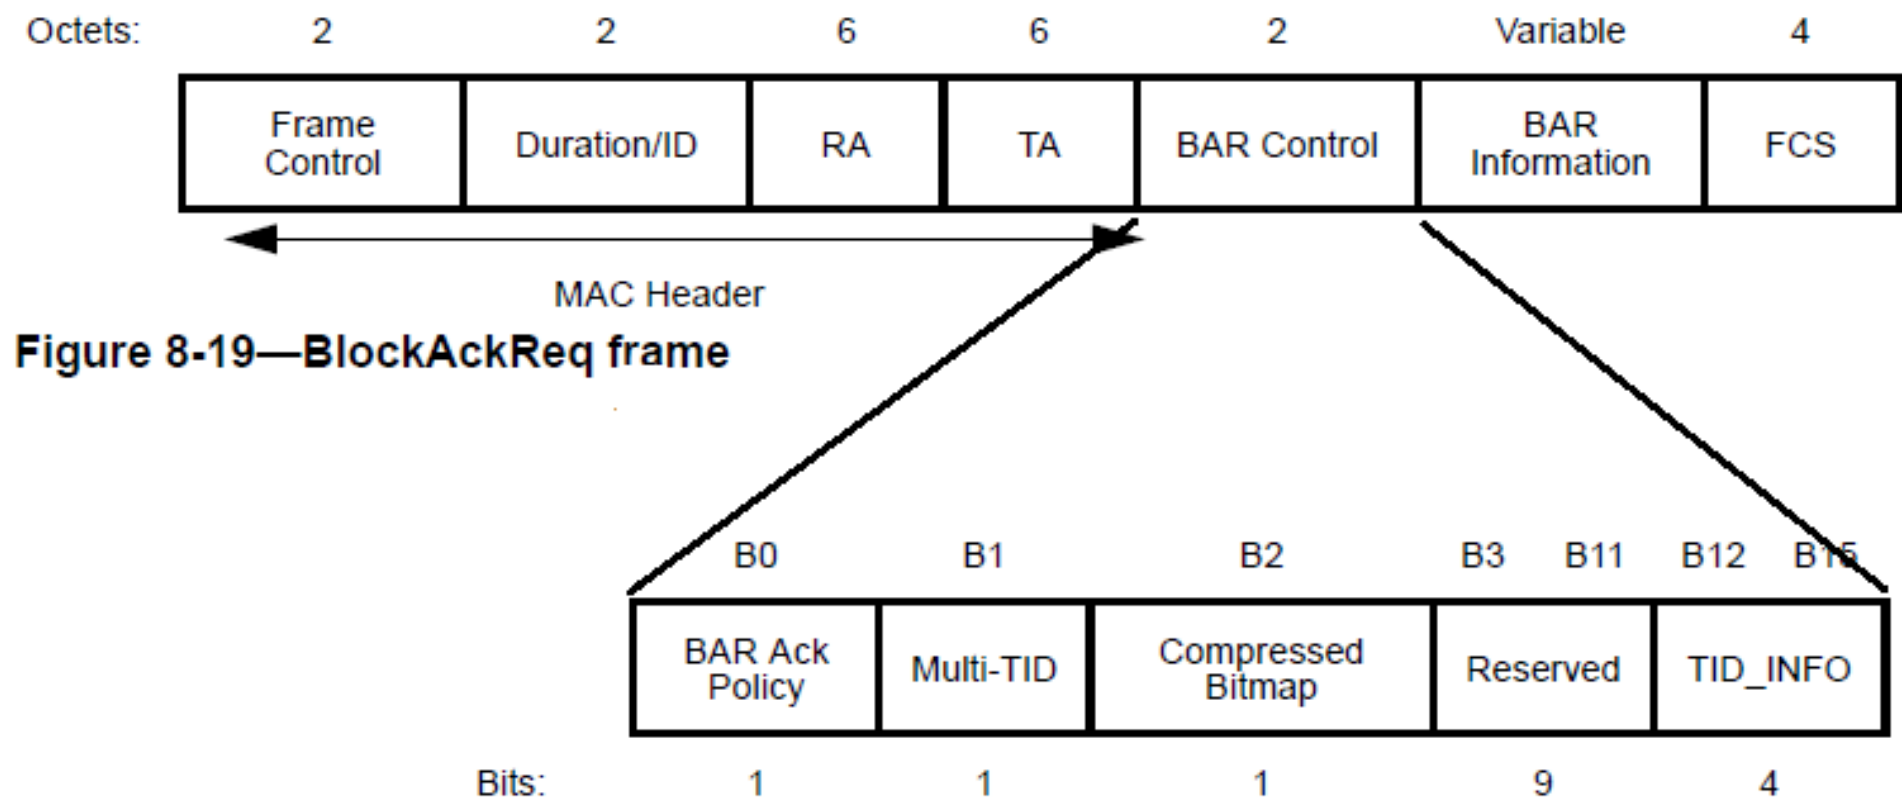 Octets: 2 2 6 6 2 Variable 4
Frame Control Duration/ID RA TA BAR Control BAR Information FCS
MAC Header
Figure 8-19—BlockAckReq frame
B0 B1 B2 B3 B11 B12 B15
BAR Ack Policy Multi-TID Compressed Bitmap Reserved TID_INFO
Bits: 1 1 1 9 4